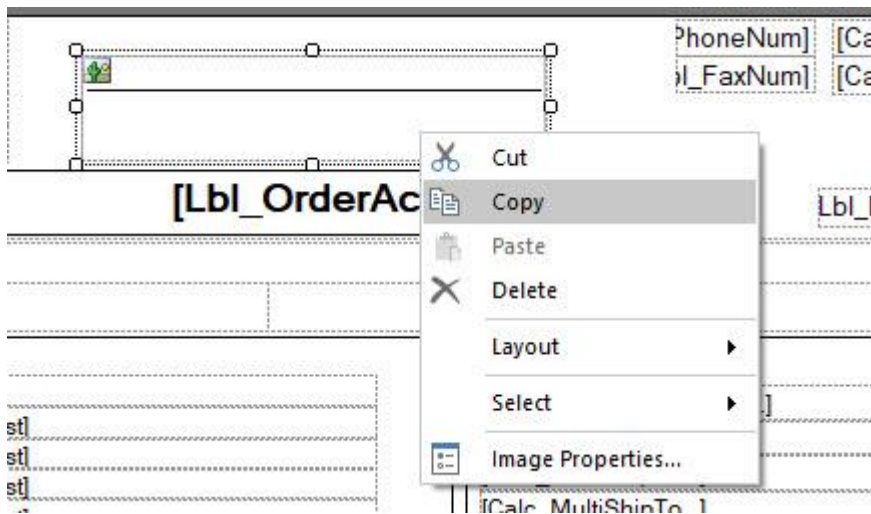 PhoneNum] [Ca
l_FaxNum] [Ca
[Lbl_OrderAc
Lbl_
Cut
Copy
Paste
Delete
Layout
Select
Image Properties...
st]
st]
st]
[Calc_MultiShipTo_]